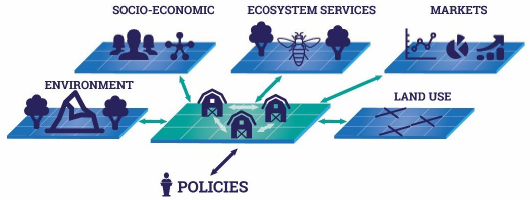 SOCIO-ECONOMIC
ECOSYSTEM SERVICES
MARKETS
ENVIRONMENT
LAND USE
POLICIES